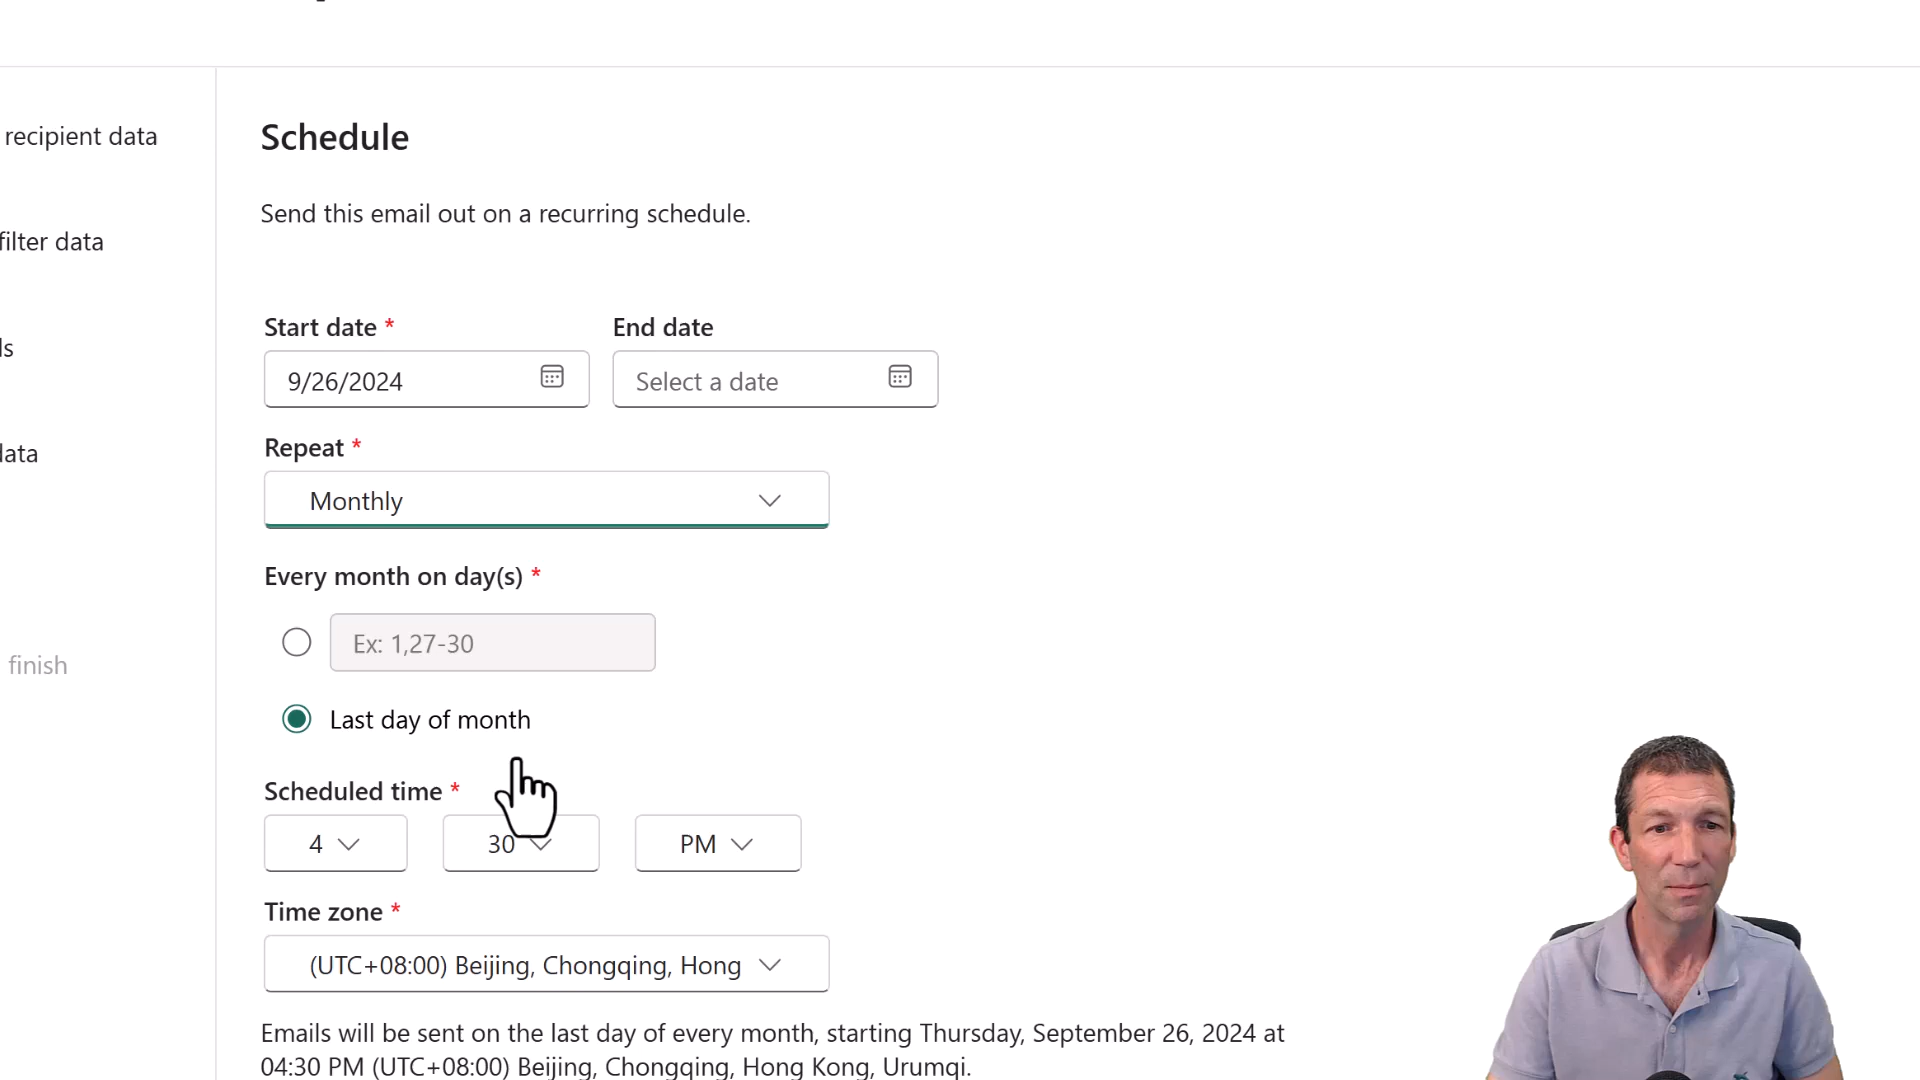 recipient data
Schedule
Send this email out on a recurring schedule.
filter data
Start date *
End date
9/26/2024
Select a date
Repeat *
data
Monthly
Every month on day(s) *
Ex: 1,27-30
finish
Last day of month
Scheduled time *
4
30
PM
Time zone *
(UTC+08:00) Beijing, Chongqing, Hong
Emails will be sent on the last day of every month, starting Thursday, September 26, 2024 at
04:30 PM (UTC+08:00) Beijing, Chongqing, Hong Kong, Urumqi.